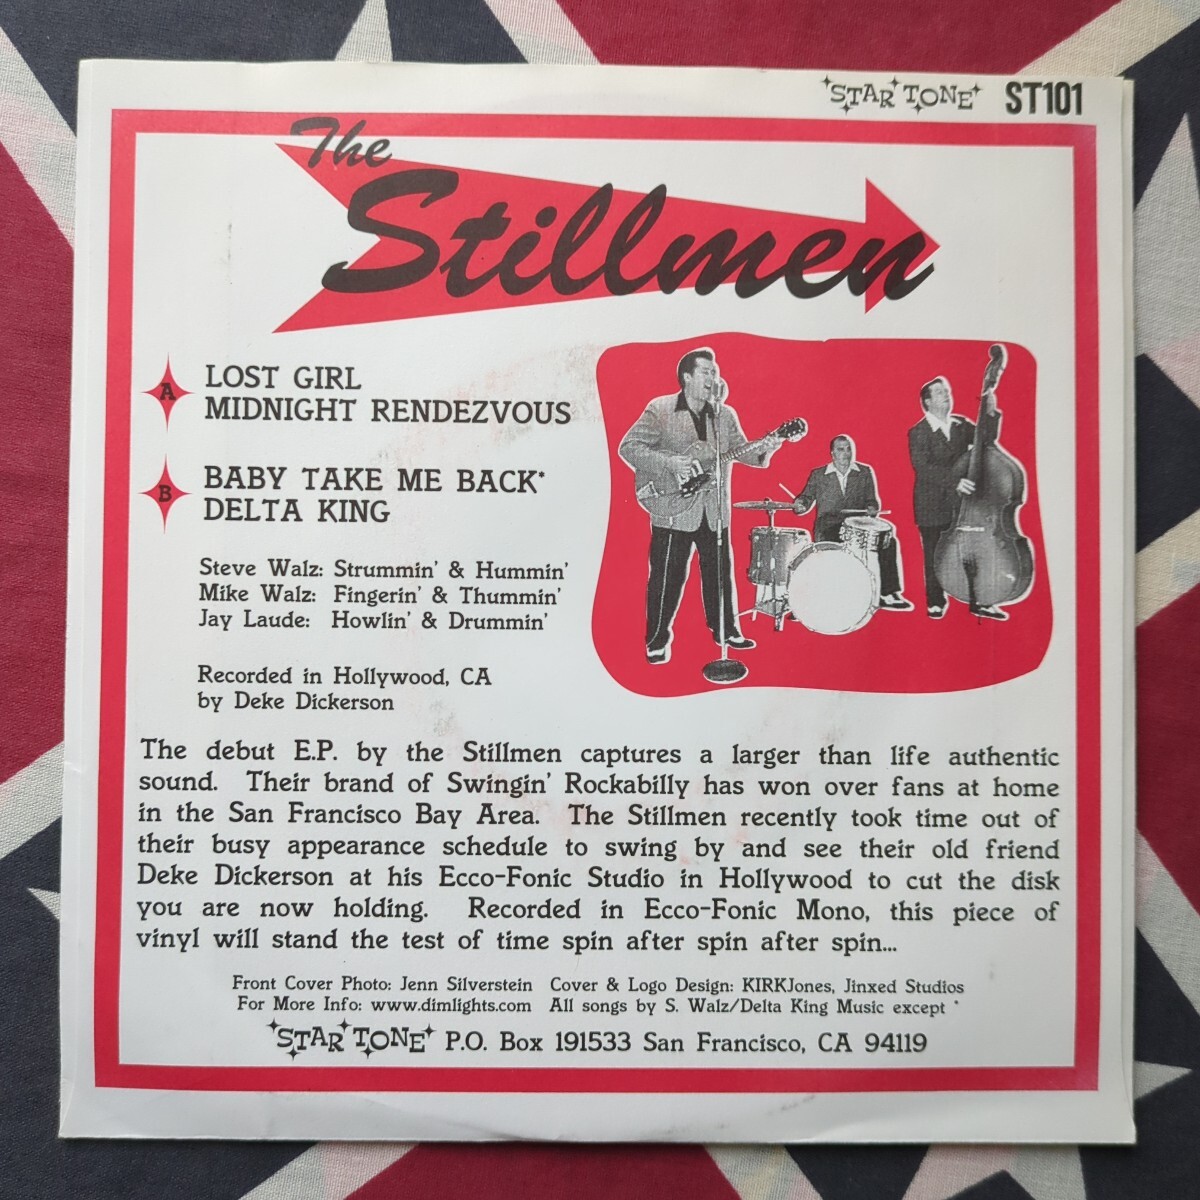 STAR TONE ST101
The
Stillmen
A LOST GIRL
MIDNIGHT RENDEZVOUS
B BABY TAKE ME BACK*
DELTA KING
Steve Walz: Strummin' & Hummin'
Mike Walz: Fingerin' & Thummin'
Jay Laude: Howlin' & Drummin'
Recorded in Hollywood, CA
by Deke Dickerson
The debut E.P. by the Stillmen captures a larger than life authentic
sound. Their brand of Swingin' Rockabilly has won over fans at home
in the San Francisco Bay Area. The Stillmen recently took time out of
their busy appearance schedule to swing by and see their old friend
Deke Dickerson at his Ecco-Fonic Studio in Hollywood to cut the disk
you are now holding. Recorded in Ecco-Fonic Mono, this piece of
vinyl will stand the test of time spin after spin after spin...
Front Cover Photo: Jenn Silverstein Cover & Logo Design: KIRKJones, Jinxed Studios
For More Info: www.dimlights.com All songs by S. Walz/Delta King Music except *
STAR TONE P.O. Box 191533 San Francisco, CA 94119